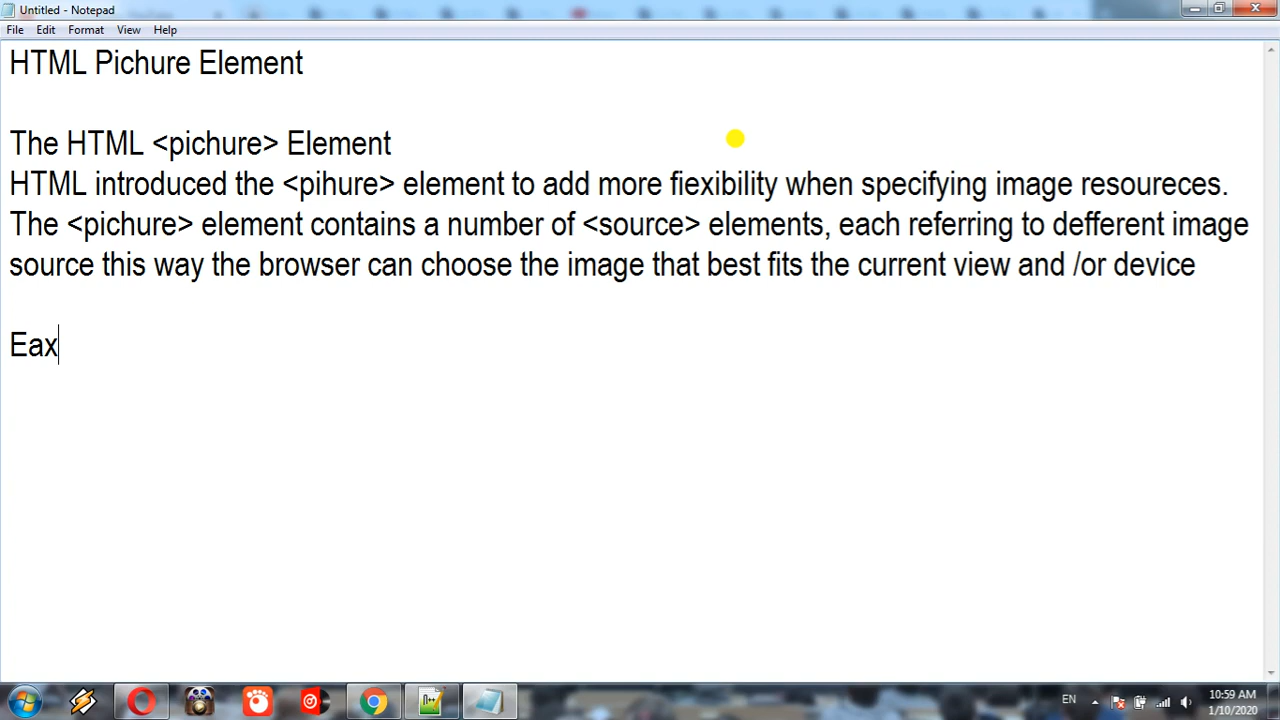 Untitled - Notepad
File Edit Format View Help
HTML Pichure Element
The HTML <pichure> Element
HTML introduced the <pihure> element to add more fiexibility when specifying image resoureces.
The <pichure> element contains a number of <source> elements, each referring to defferent image
source this way the browser can choose the image that best fits the current view and /or device
Eax
EN
10:59 AM
1/10/2020